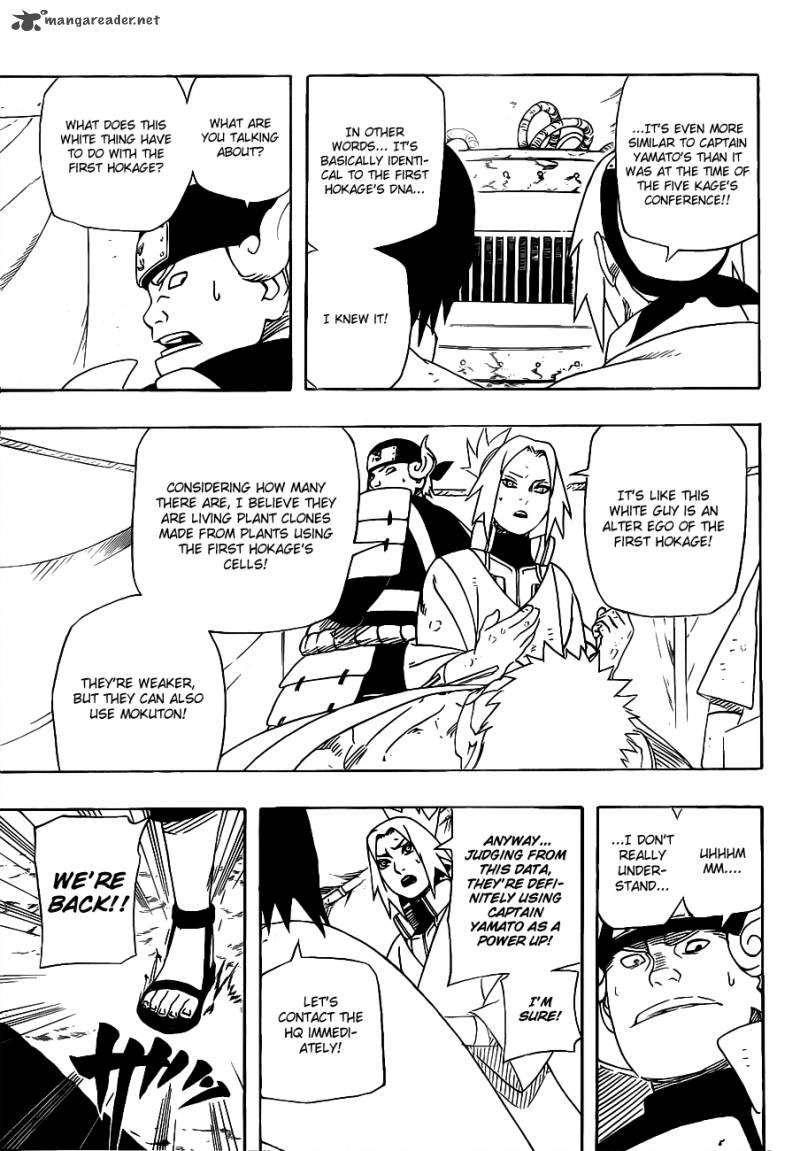 mangareader.net
...IT'S EVEN MORE
SIMILAR TO CAPTAIN
YAMATO'S THAN IT
WAS AT THE TIME OF
THE FIVE KAGE'S
CONFERENCE!!
IN OTHER
WORDS... IT'S
BASICALLY IDENTI-
CAL TO THE FIRST
HOKAGE'S DNA...
I KNEW IT!
WHAT ARE
YOU TALKING
ABOUT?
WHAT DOES THIS
WHITE THING HAVE
TO DO WITH THE
FIRST HOKAGE?
IT'S LIKE THIS
WHITE GUY IS AN
ALTER EGO OF THE
FIRST HOKAGE!
CONSIDERING HOW MANY
THERE ARE, I BELIEVE THEY
ARE LIVING PLANT CLONES
MADE FROM PLANTS USING
THE FIRST HOKAGE'S
CELLS!
THEY'RE WEAKER,
BUT THEY CAN ALSO
USE MOKUTON!
UHHHM
MM....
...I DON'T
REALLY
UNDER-
STAND...
ANYWAY...
JUDGING FROM
THIS DATA,
THEY'RE DEFI-
NITELY USING
CAPTAIN
YAMATO AS A
POWER UP!
I'M
SURE!
LET'S
CONTACT THE
HQ IMMEDI-
ATELY!
WE'RE
BACK!!
ザンッ